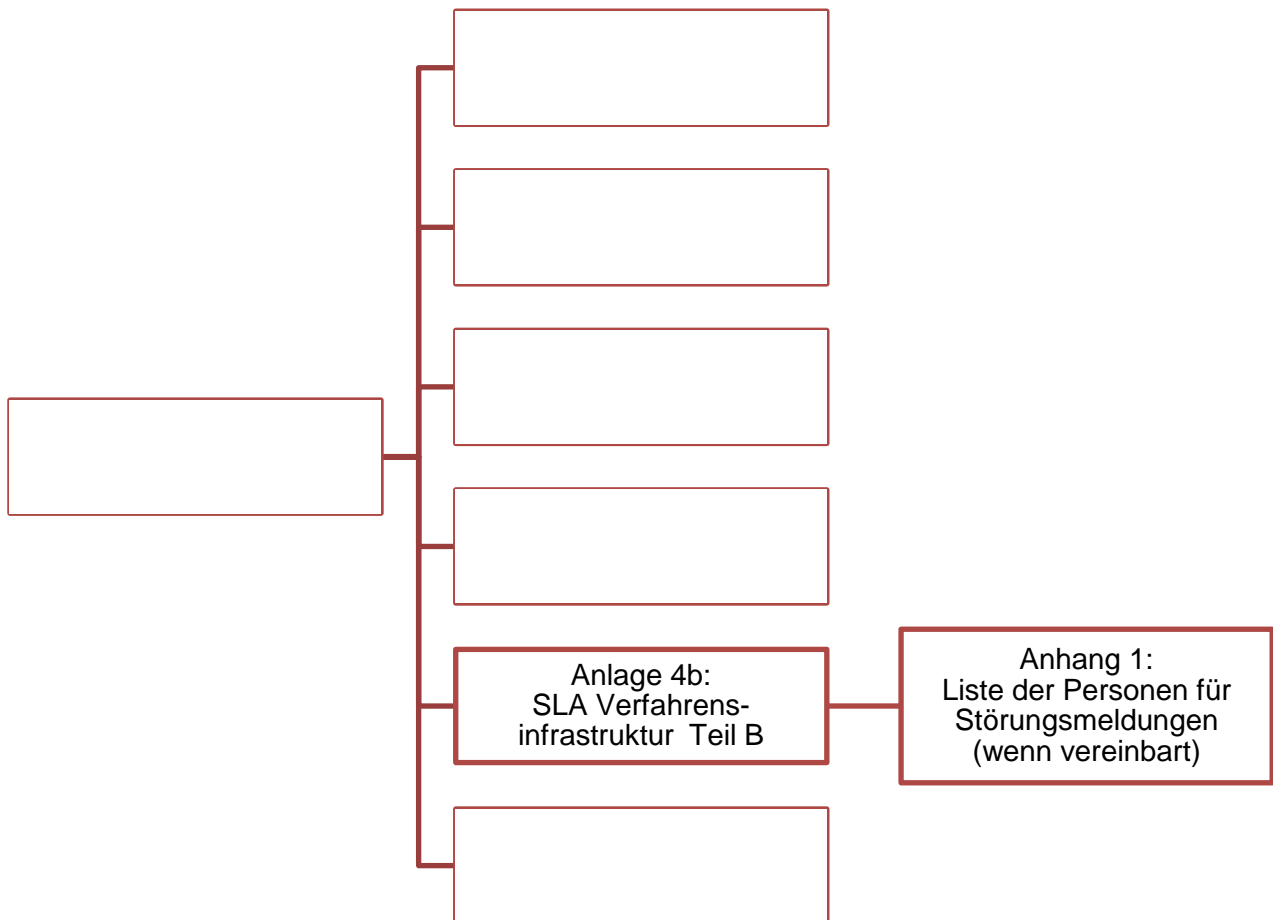 Anlage 4b:
SLA Verfahrens-
infrastruktur  Teil B
Anhang 1:
Liste der Personen für
Störungsmeldungen
(wenn vereinbart)